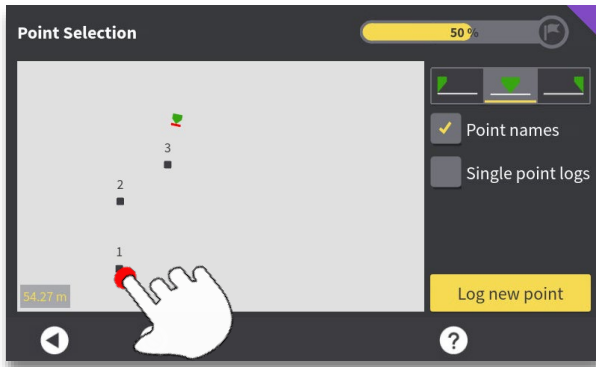 Point Selection
50 %
3
Point names
2
Single point logs
1
54.27 m
Log new point
?